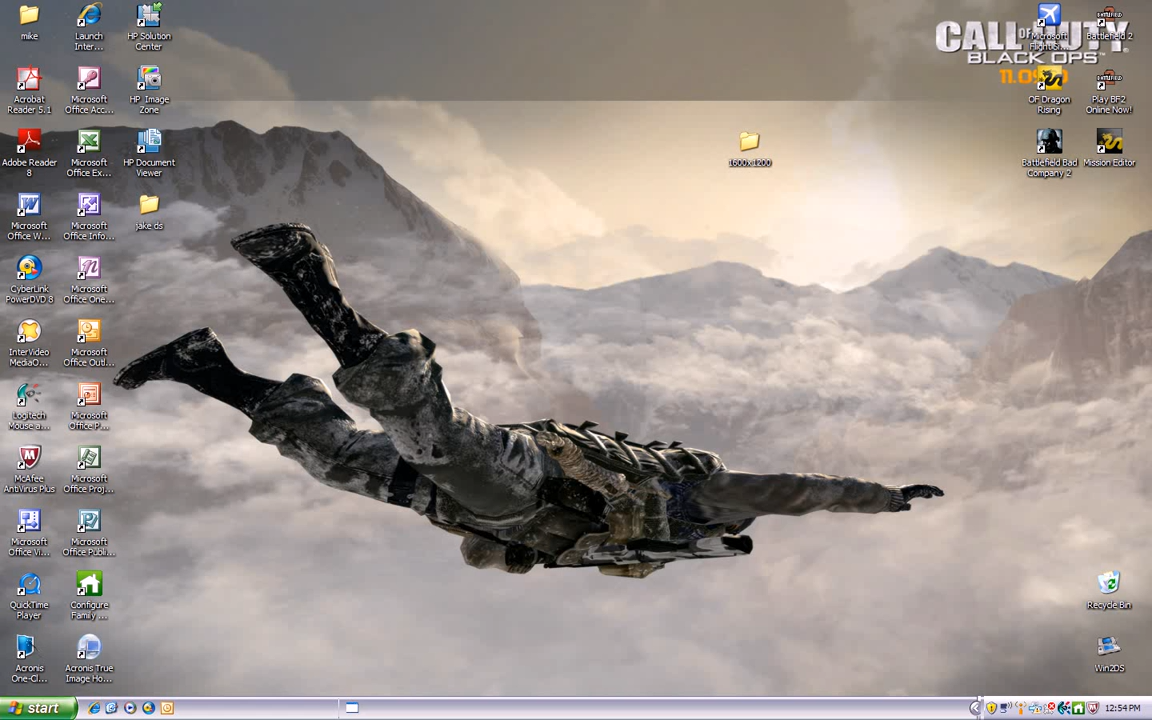 mike
Launch
Inter...
HP Solution
Center
Acrobat
Reader 5.1
Microsoft
Office Acc...
HP Image
Zone
Adobe Reader
8
Microsoft
Office Ex...
HP Document
Viewer
Microsoft
Office W...
Microsoft
Office Info...
jake ds
CyberLink
PowerDVD 8
Microsoft
Office One...
InterVideo
MediaO...
Microsoft
Office Outl...
Logitech
Mouse a...
Microsoft
Office P...
McAfee
AntiVirus Plus
Microsoft
Office Proj...
Microsoft
Office Vi...
Microsoft
Office Publi...
QuickTime
Player
Configure
Family ...
Acronis
One-Cl...
Acronis True
Image Ho...
1600x1200
CALL OF DUTY
BLACK OPS™
Microsoft
Flight Si...
Battlefield 2
OF Dragon
Rising
Play BF2
Online Now!
Battlefield Bad
Company 2
Mission Editor
Recycle Bin
Win2DS
start
12:54 PM